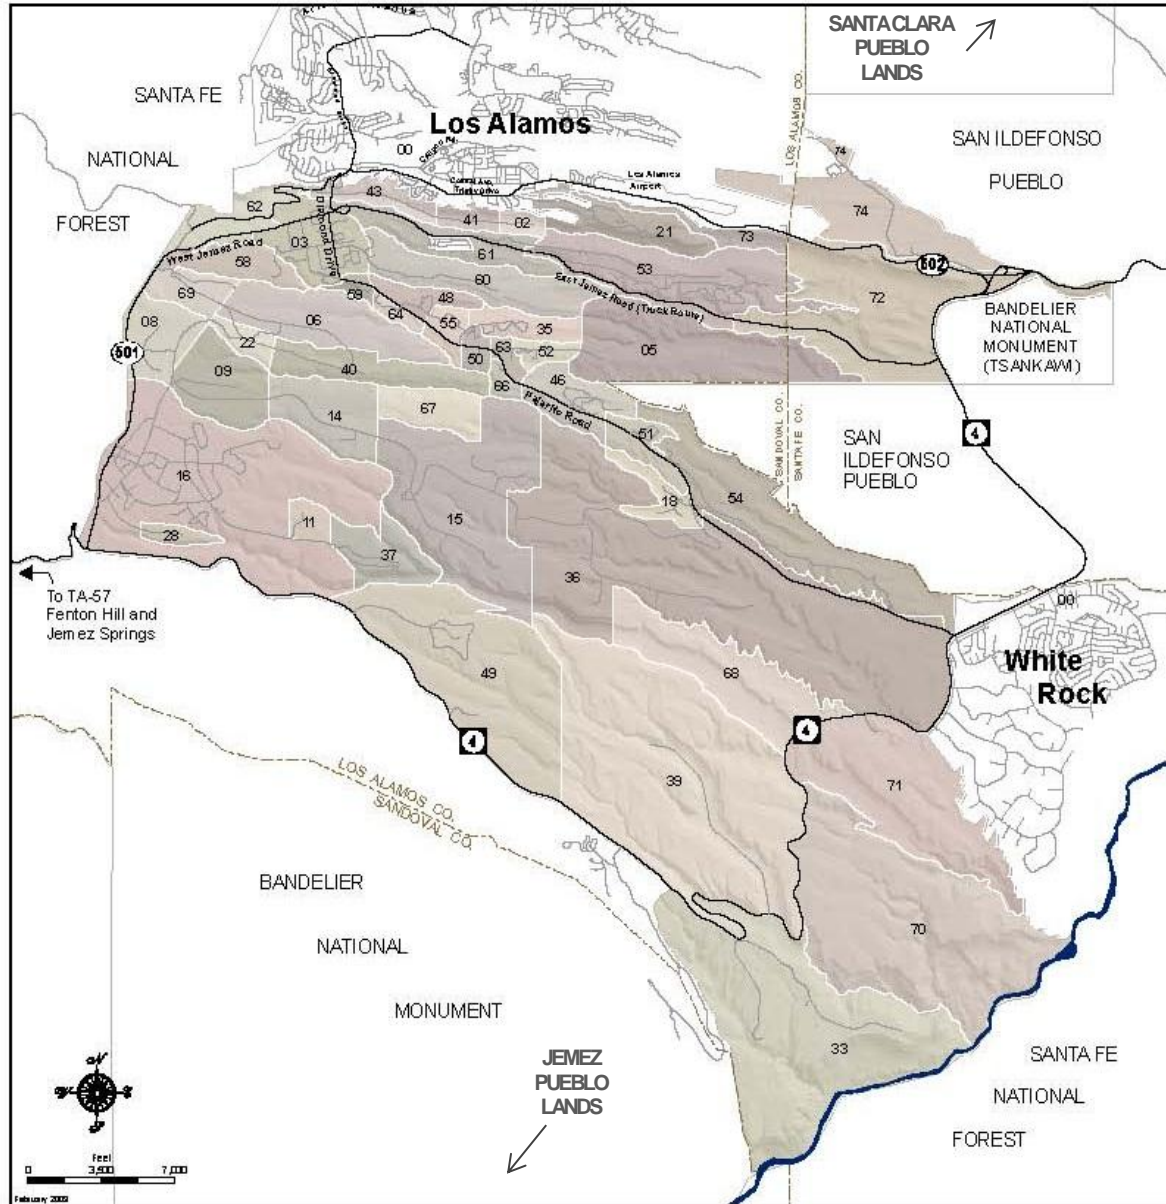 SANTA CLARA
PUEBLO
LANDS
SANTA FE
NATIONAL
FOREST
Los Alamos
00
LOS ALAMOS CO.
SAN ILDEFONSO
PUEBLO
Los Alamos
Airport
74
74
43
62
41
02
21
73
Diamond Drive
03
West Jemez Road
58
61
53
502
60
East Jemez Road (Truck Route)
72
69
59
48
64
55
35
05
BANDELIER
NATIONAL
MONUMENT
(TSANKAWI)
08
06
22
501
63
50
52
09
40
46
66
Pajarito Road
14
67
51
SANDOVAL CO.
SANTA FE CO.
4
SAN
ILDEFONSO
PUEBLO
16
18
54
15
11
28
37
36
To TA-57
Fenton Hill and
Jemez Springs
00
White
Rock
49
68
4
4
LOS ALAMOS CO.
SANDOVAL CO.
39
71
BANDELIER
NATIONAL
MONUMENT
70
33
JEMEZ
PUEBLO
LANDS
SANTA FE
NATIONAL
FOREST
N
Feet
0 3,500 7,000